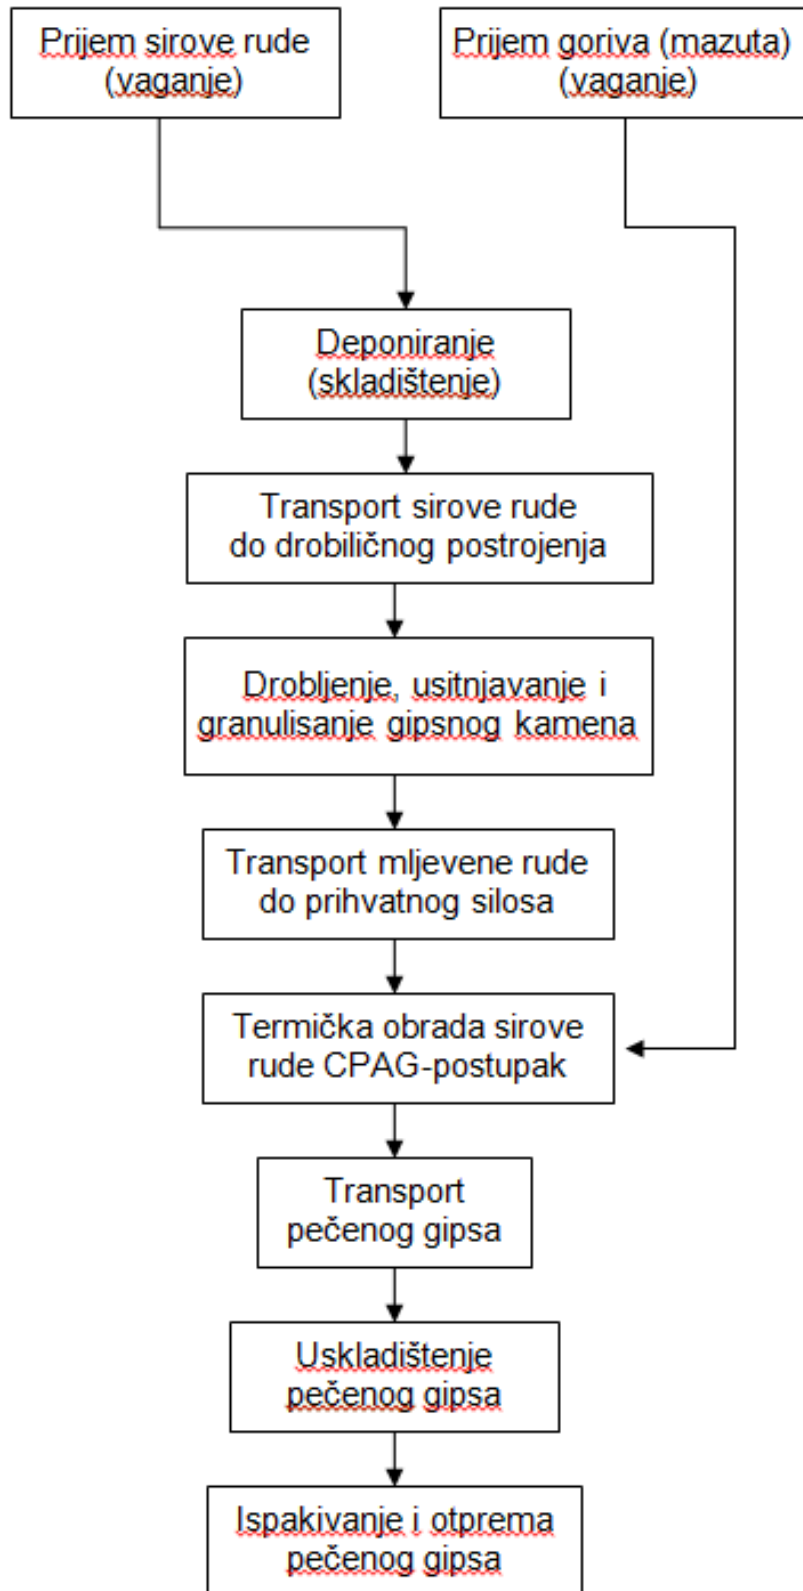 Prijem sirove rude
(vaganje)
Prijem goriva (mazuta)
(vaganje)
Deponiranje
(skladištenje)
Transport sirove rude
do drobiličnog postrojenja
Drobljenje, usitnjavanje i
granulisanje gipsnog kamena
Transport mljevene rude
do prihvatnog silosa
Termička obrada sirove
rude CPAG-postupak
Transport
pečenog gipsa
Uskladištenje
pečenog gipsa
Ispakivanje i otprema
pečenog gipsa